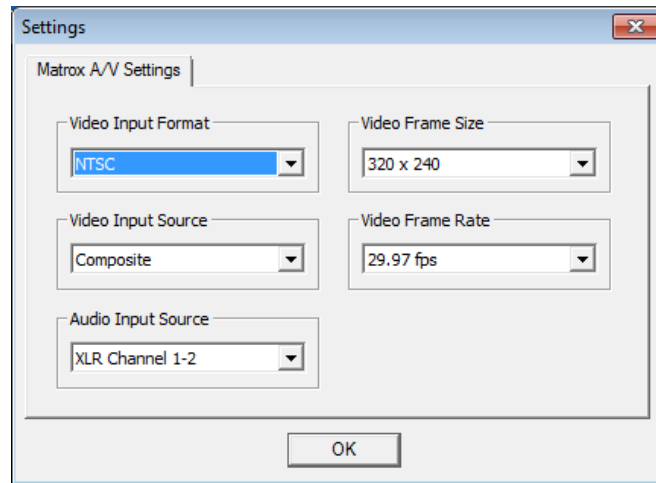 Settings
Matrox A/V Settings
Video Input Format
NTSC
Video Frame Size
320 x 240
Video Input Source
Composite
Video Frame Rate
29.97 fps
Audio Input Source
XLR Channel 1-2
OK